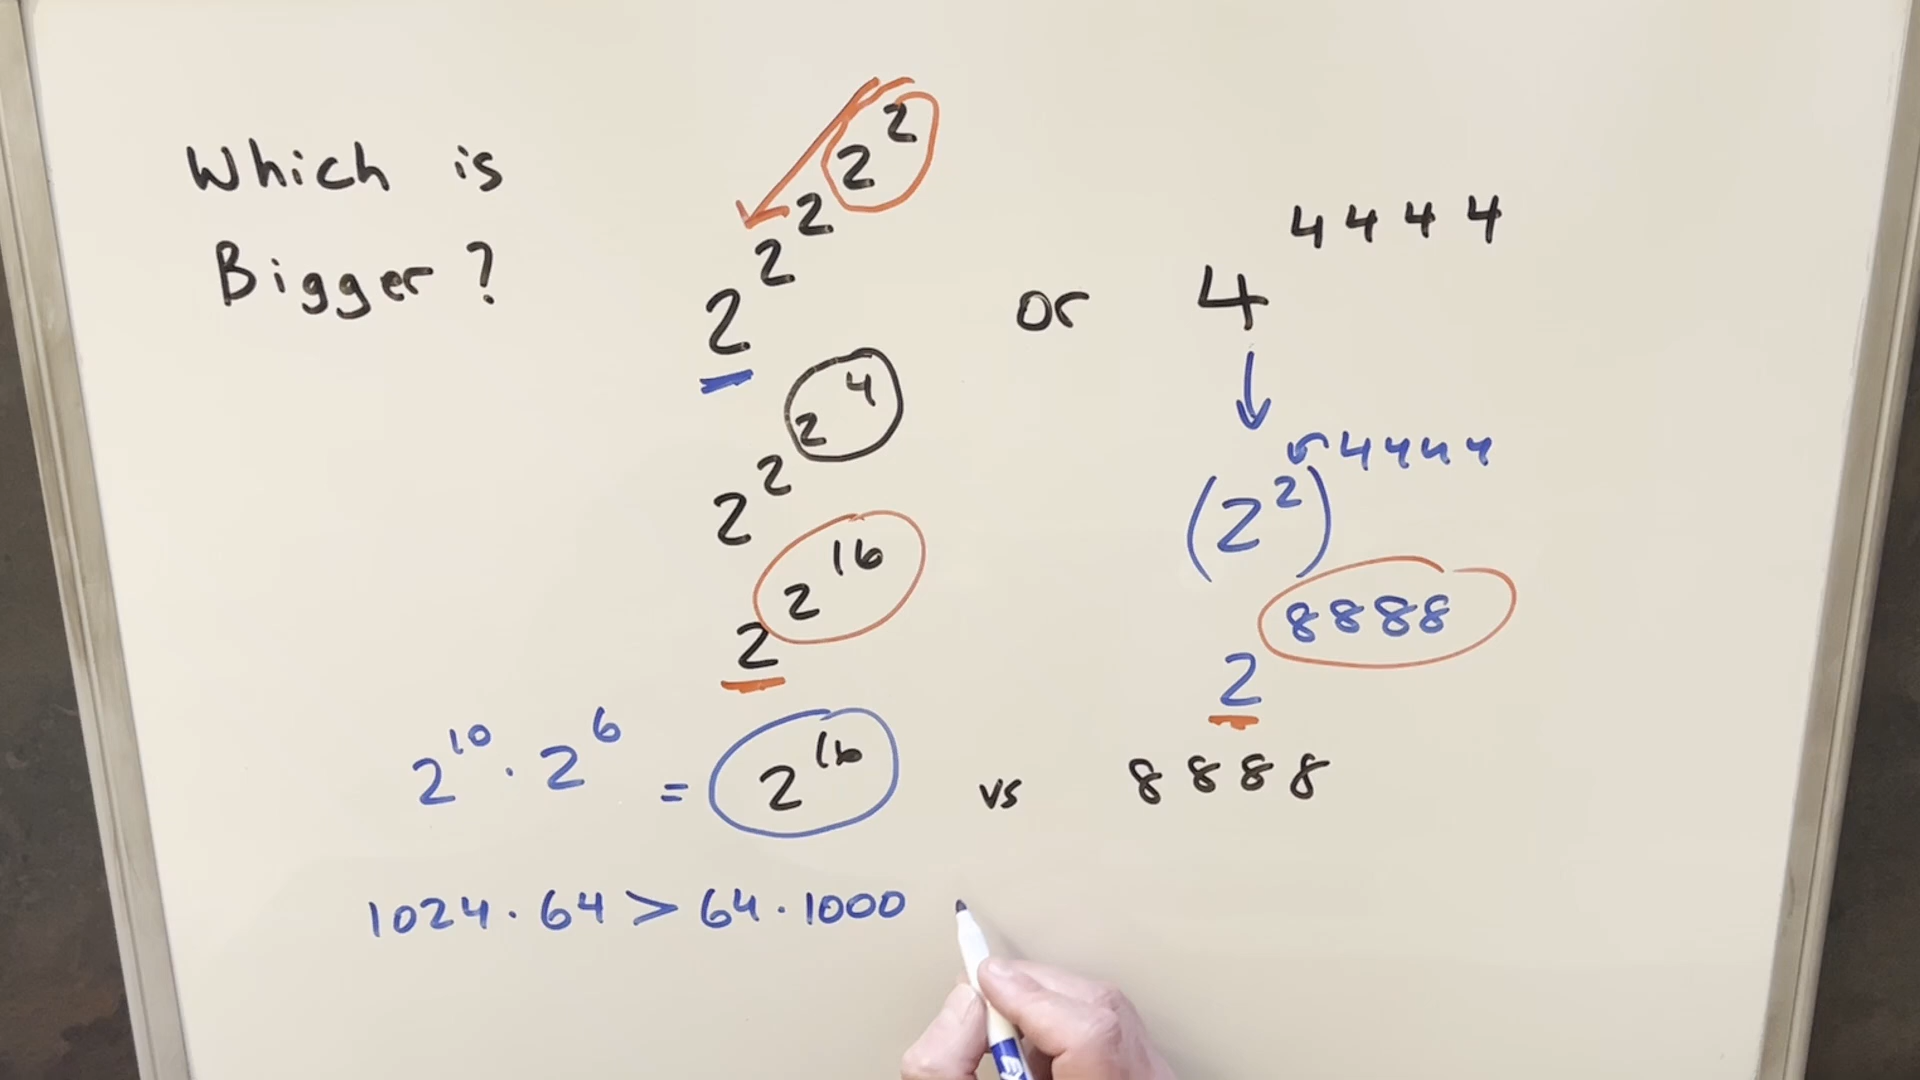 Which is
Bigger?
2^2^2^2^2 or 4^4444
2^2^2^4
(2^2)^4444
2^2^16
2^8888
2^10 · 2^6 = 2^16 vs 8888
1024 · 64 > 64 · 1000